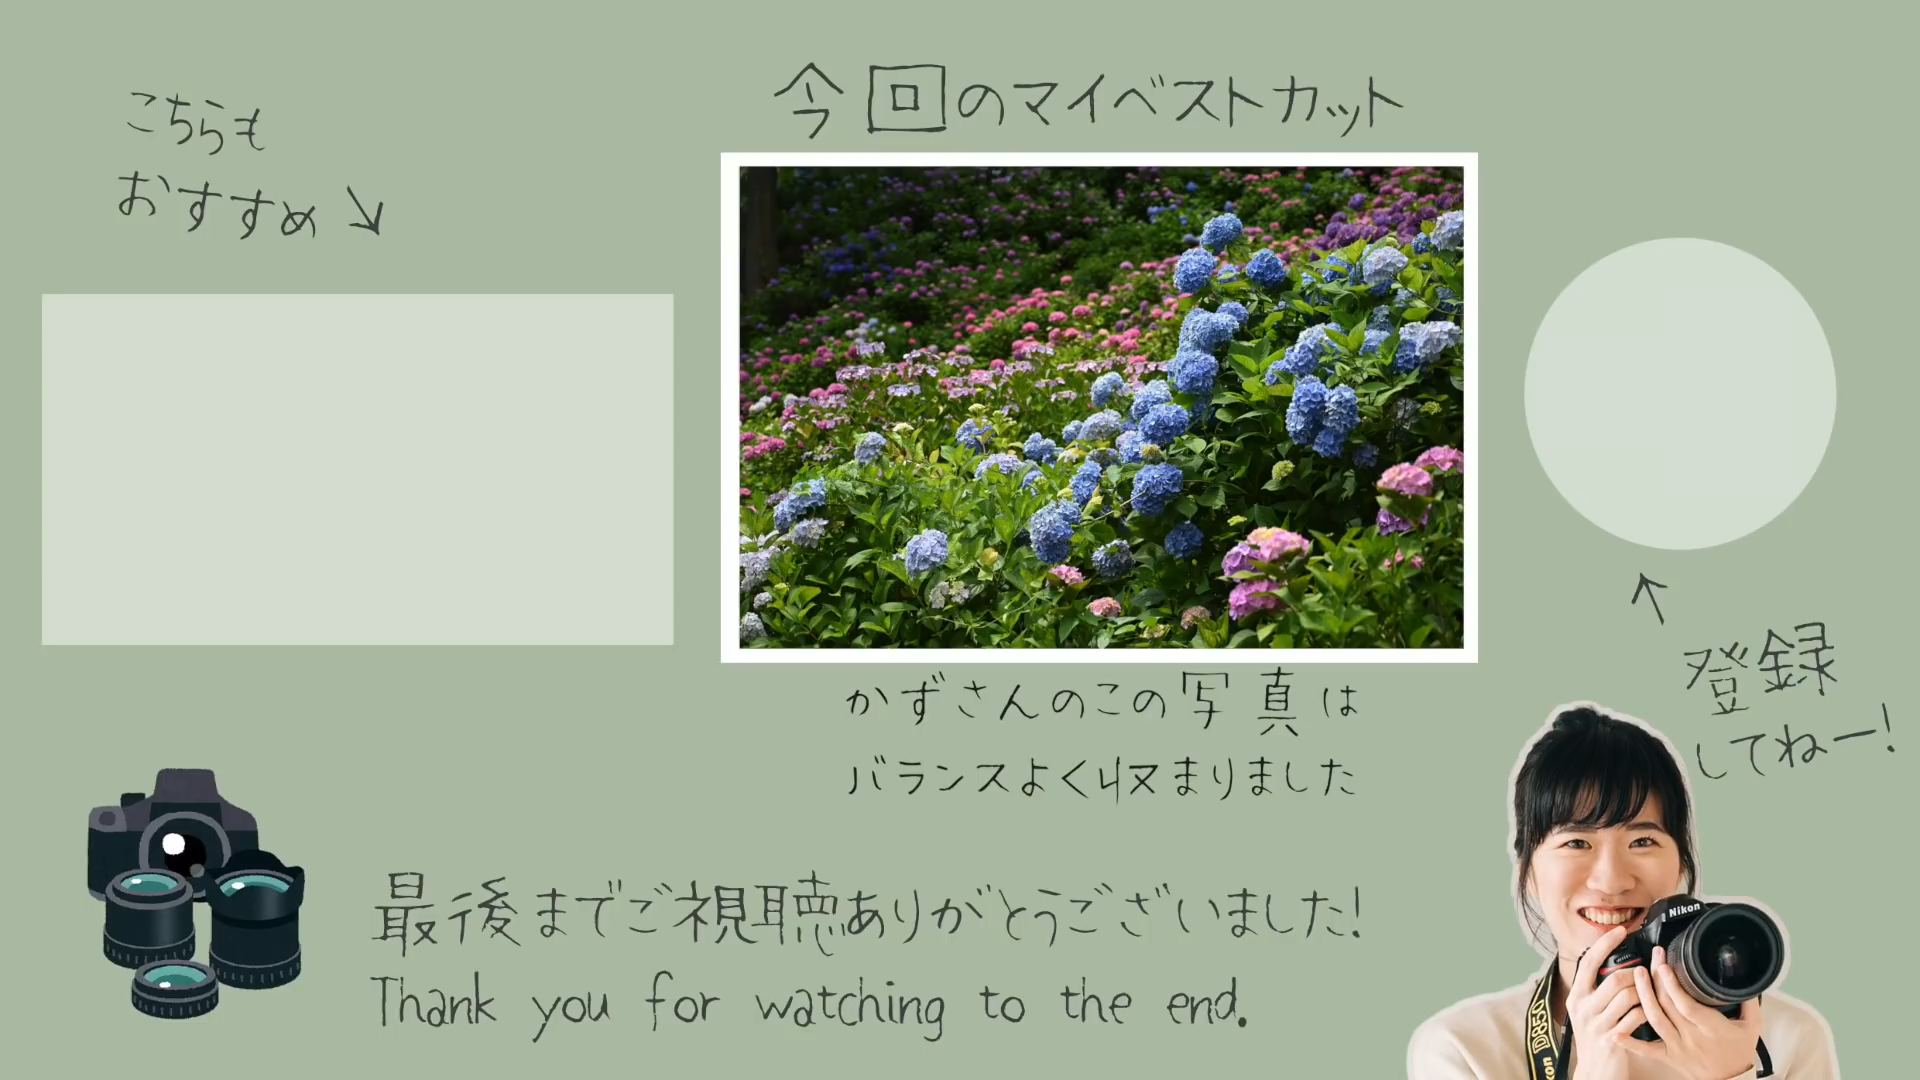 こちらも
おすすめ ↘
今回のマイベストカット
かずさんのこの写真は
バランスよく収まりました
↖
登録
してねー!
最後までご視聴ありがとうございました!
Thank you for watching to the end.
Nikon
D850
kon